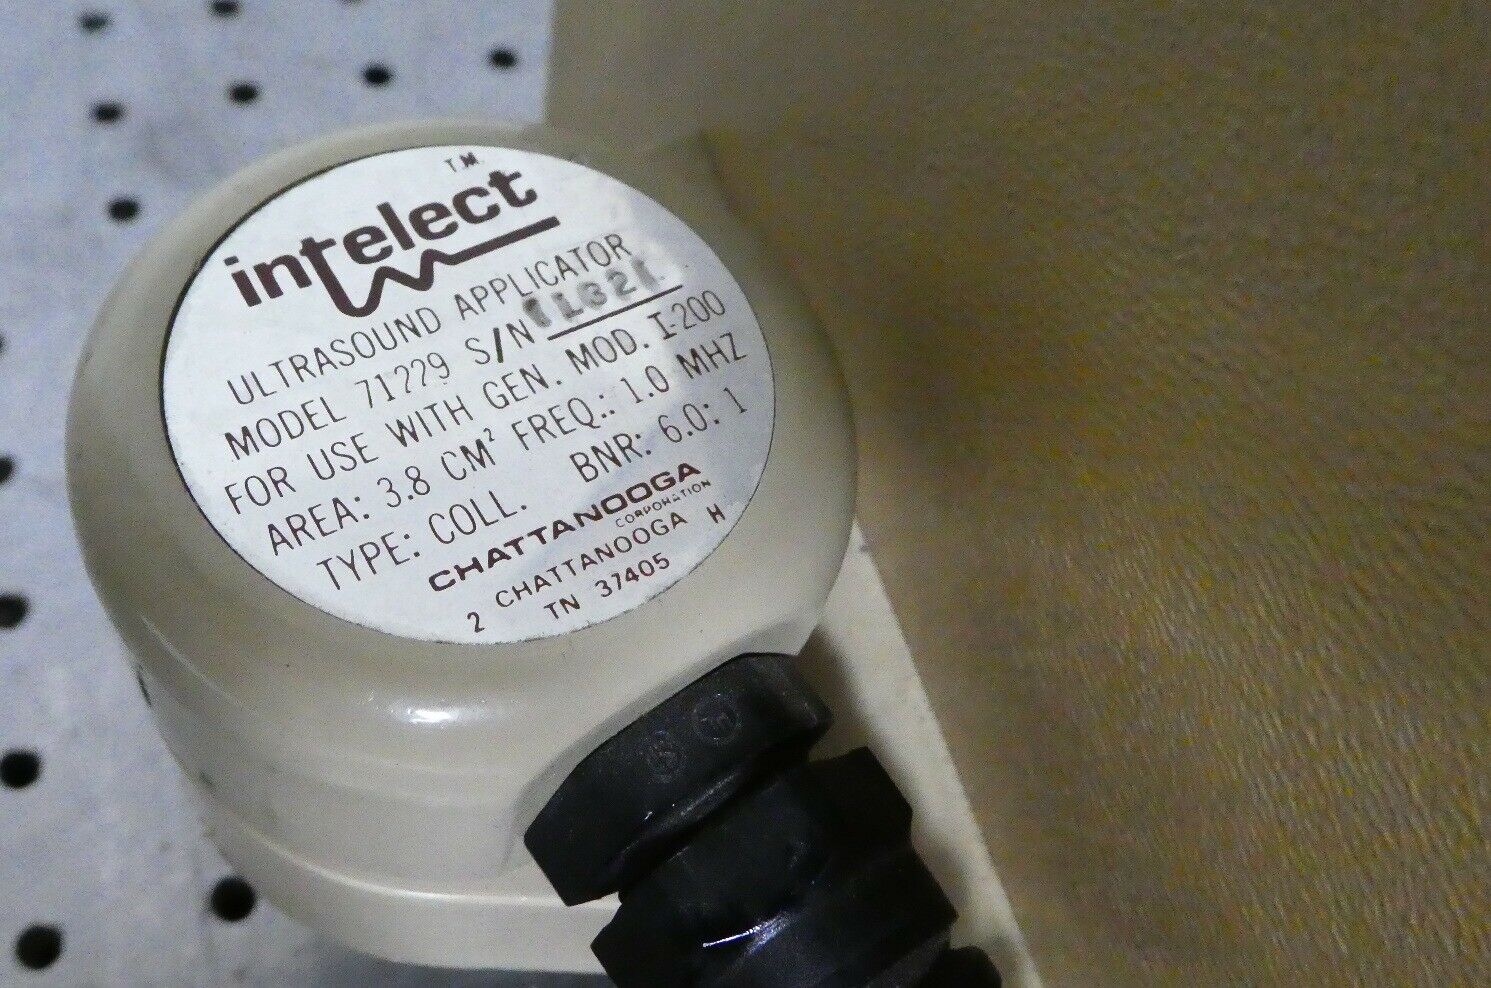 T.M.
intelect
ULTRASOUND APPLICATOR
MODEL 71229 S/N
FOR USE WITH GEN. MOD. I-200
AREA: 3.8 CM² FREQ.: 1.0 MHZ
TYPE: COLL. BNR: 6.0: 1
CHATTANOOGA
CORPORATION
2 CHATTANOOGA H
TN 37405